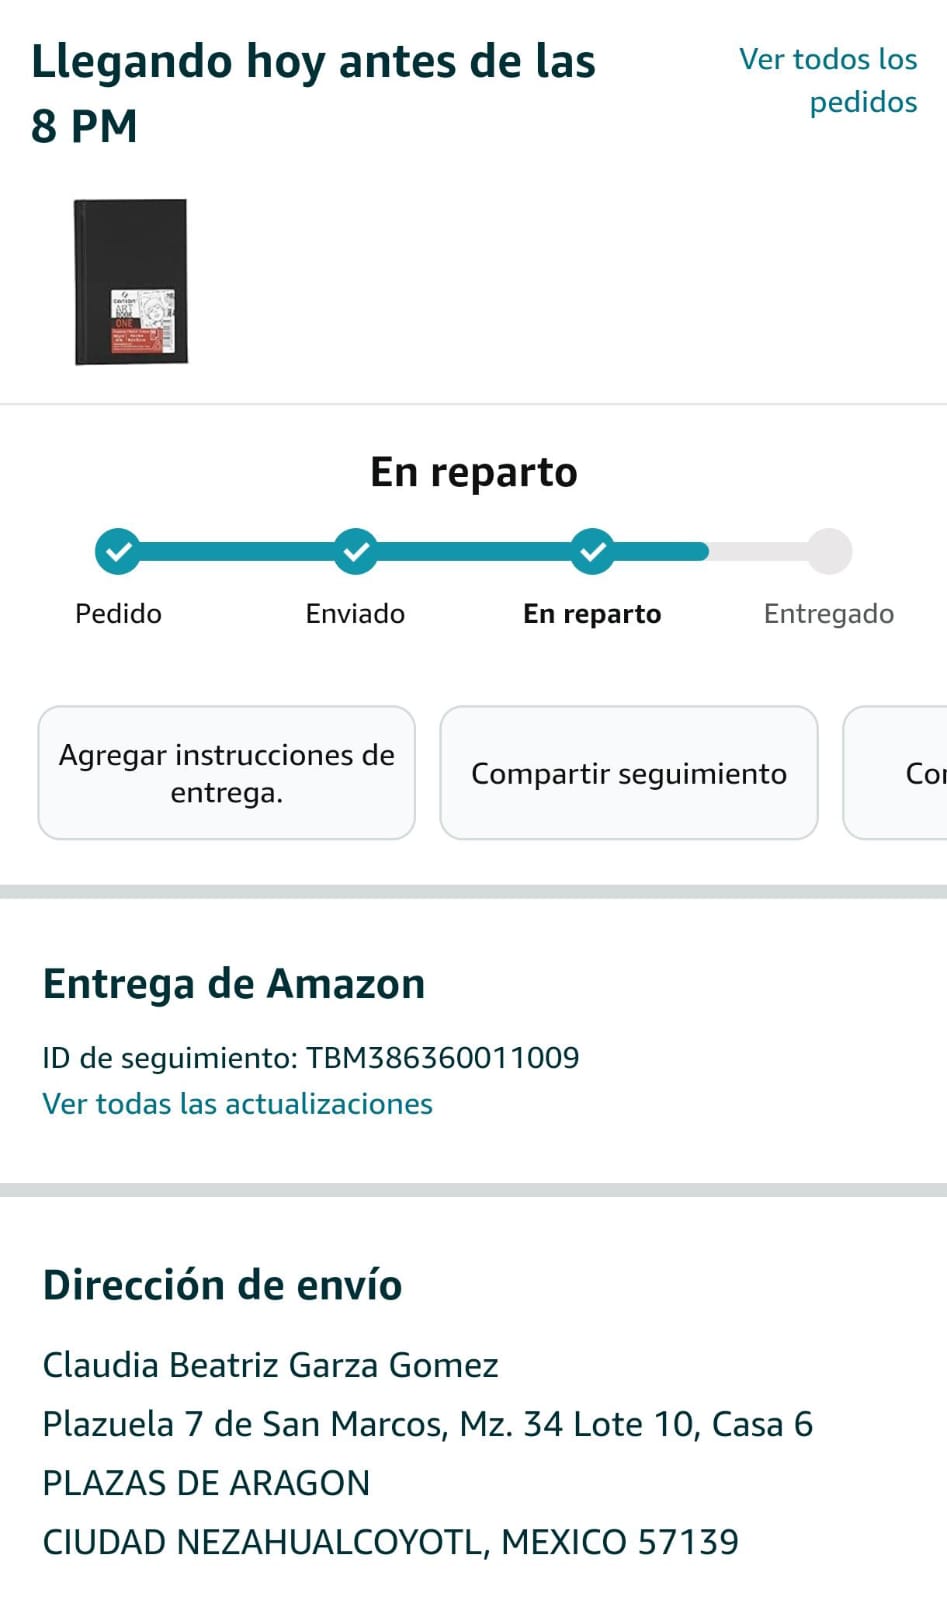 Llegando hoy antes de las
8 PM
Ver todos los
pedidos
CANSON
ART
BOOK
ONE
En reparto
Pedido
Enviado
En reparto
Entregado
Agregar instrucciones de
entrega.
Compartir seguimiento
Entrega de Amazon
ID de seguimiento: TBM386360011009
Ver todas las actualizaciones
Dirección de envío
Claudia Beatriz Garza Gomez
Plazuela 7 de San Marcos, Mz. 34 Lote 10, Casa 6
PLAZAS DE ARAGON
CIUDAD NEZAHUALCOYOTL, MEXICO 57139